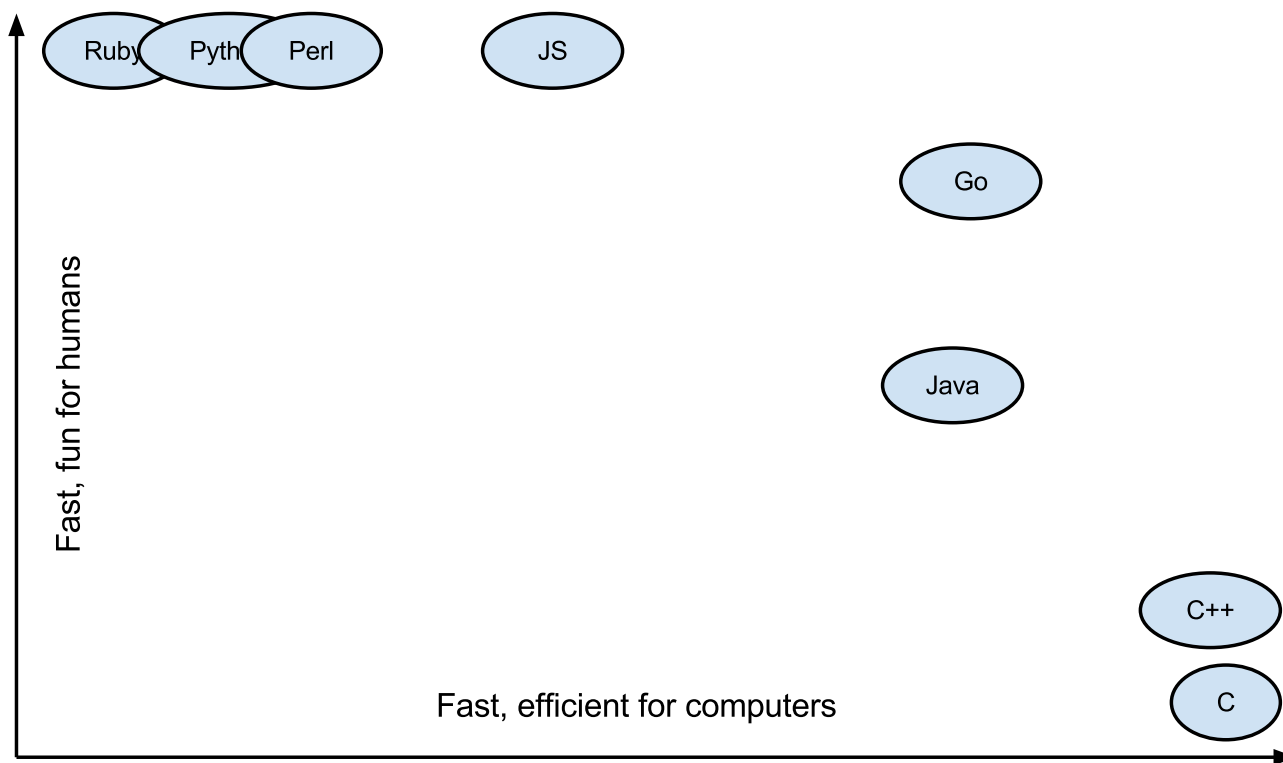 Ruby
Pyth
Perl
JS
Go
Java
Fast, fun for humans
C++
Fast, efficient for computers
C